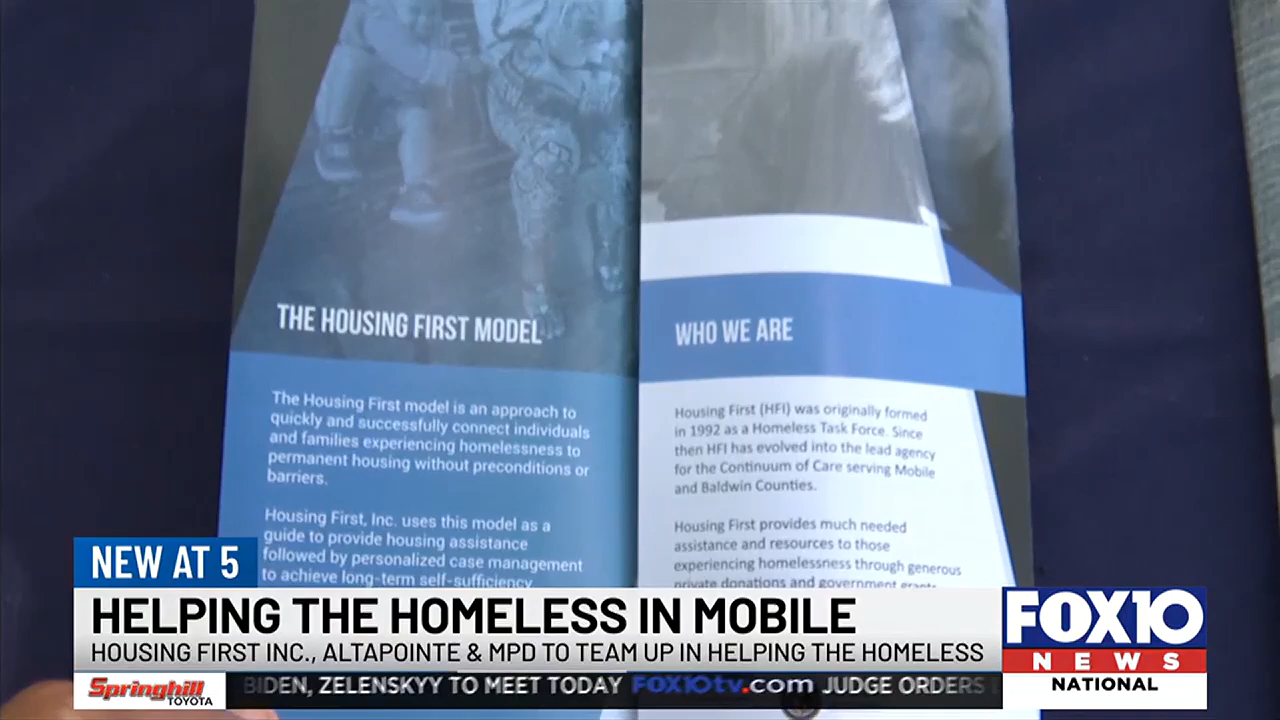 THE HOUSING FIRST MODEL
The Housing First model is an approach to
quickly and successfully connect individuals
and families experiencing homelessness to
permanent housing without preconditions or
barriers.
Housing First, Inc. uses this model as a
guide to provide housing assistance
followed by personalized case management
to achieve long-term self-sufficiency
WHO WE ARE
Housing First (HFI) was originally formed
in 1992 as a Homeless Task Force. Since
then HFI has evolved into the lead agency
for the Continuum of Care serving Mobile
and Baldwin Counties.
Housing First provides much needed
assistance and resources to those
experiencing homelessness through generous
private donations and government grants
NEW AT 5
HELPING THE HOMELESS IN MOBILE
HOUSING FIRST INC., ALTAPOINTE & MPD TO TEAM UP IN HELPING THE HOMELESS
FOX10
NEWS
NATIONAL
Springhill
TOYOTA
BIDEN, ZELENSKYY TO MEET TODAY FOX10tv.com JUDGE ORDERS